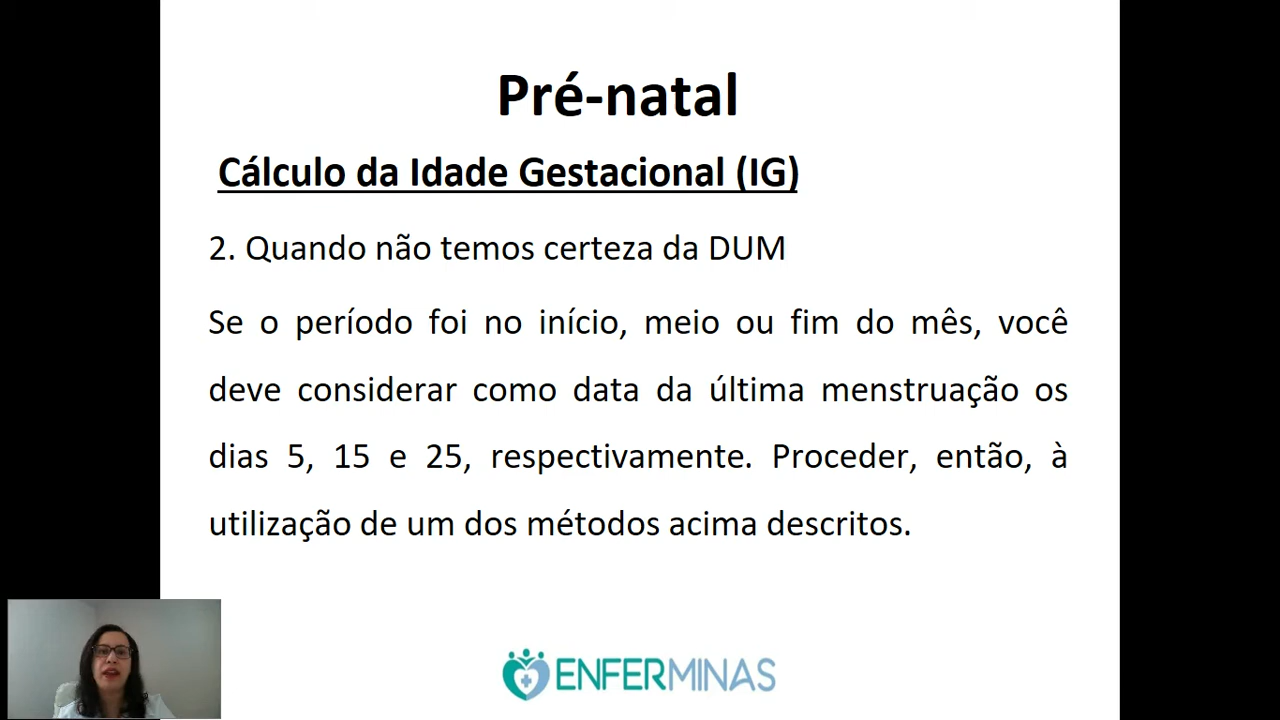 Pré-natal
Cálculo da Idade Gestacional (IG)
2. Quando não temos certeza da DUM
Se o período foi no início, meio ou fim do mês, você
deve considerar como data da última menstruação os
dias 5, 15 e 25, respectivamente. Proceder, então, à
utilização de um dos métodos acima descritos.
ENFERMINAS